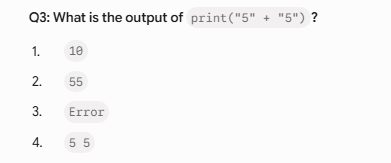 Q3: What is the output of print("5" + "5") ?
1. 10
2. 55
3. Error
4. 5 5